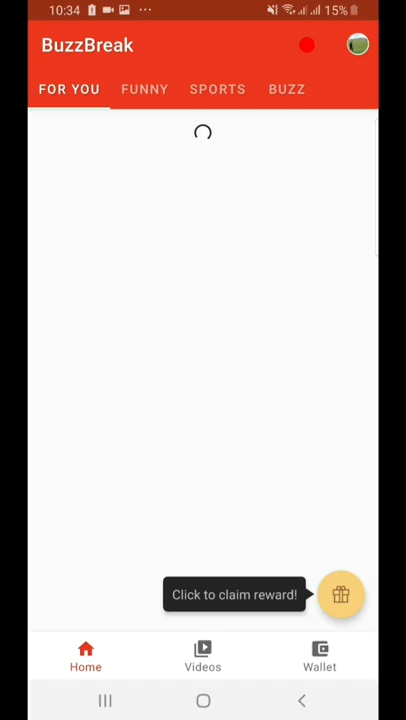 10:34 15%
BuzzBreak
FOR YOU FUNNY SPORTS BUZZ
Click to claim reward!
Home Videos Wallet